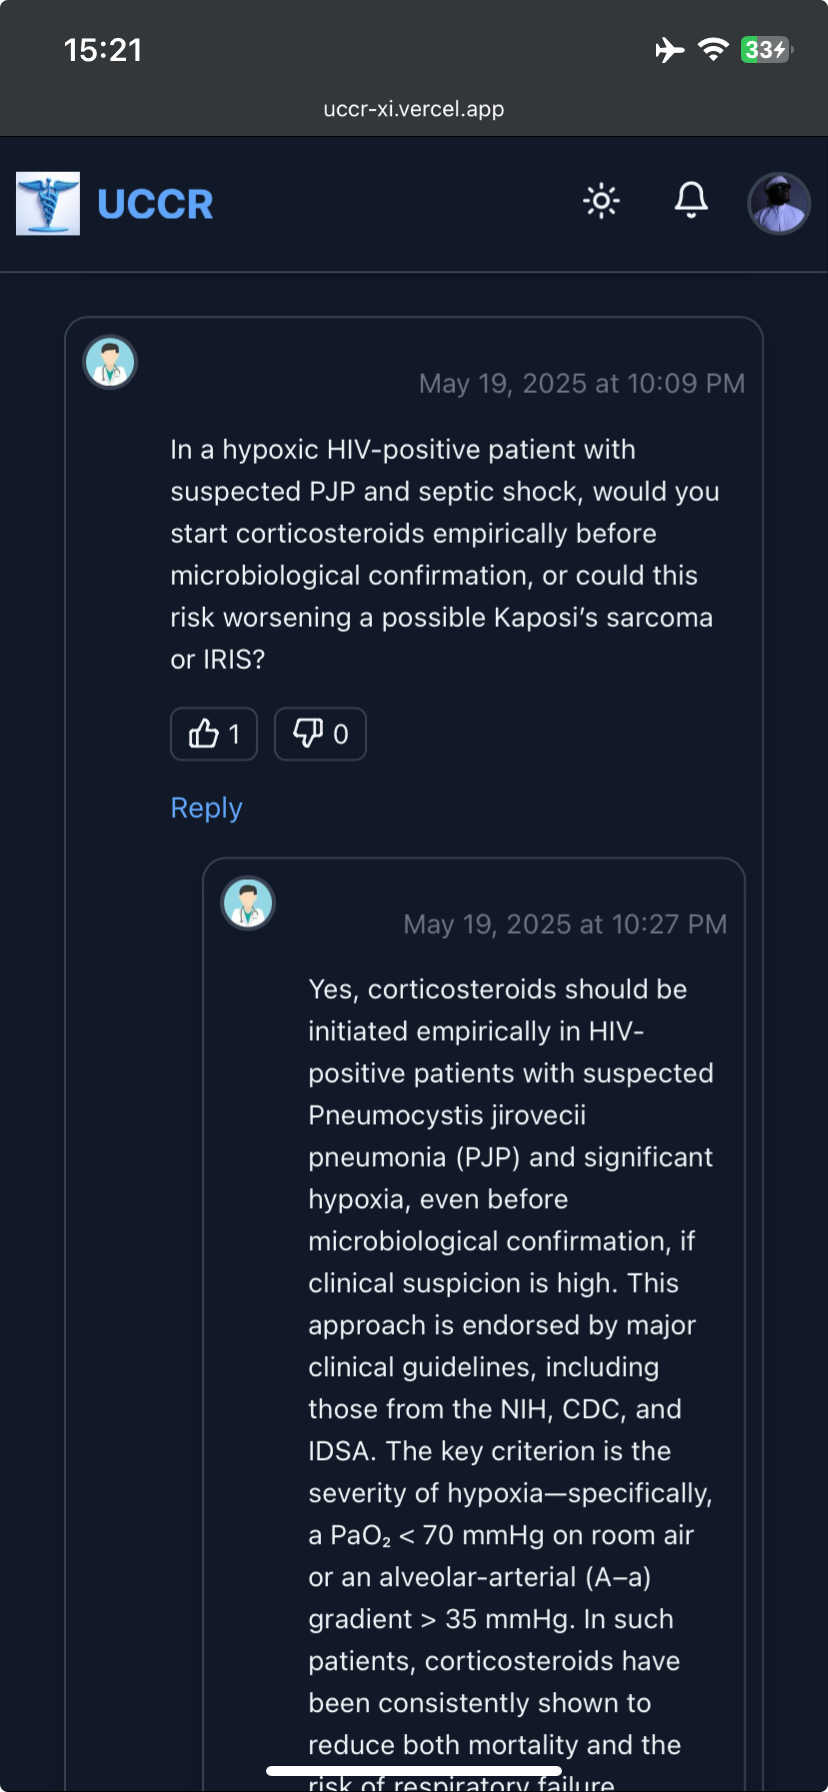 15:21
33
uccr-xi.vercel.app
UCCR
May 19, 2025 at 10:09 PM
In a hypoxic HIV-positive patient with
suspected PJP and septic shock, would you
start corticosteroids empirically before
microbiological confirmation, or could this
risk worsening a possible Kaposi’s sarcoma
or IRIS?
1
0
Reply
May 19, 2025 at 10:27 PM
Yes, corticosteroids should be
initiated empirically in HIV-
positive patients with suspected
Pneumocystis jirovecii
pneumonia (PJP) and significant
hypoxia, even before
microbiological confirmation, if
clinical suspicion is high. This
approach is endorsed by major
clinical guidelines, including
those from the NIH, CDC, and
IDSA. The key criterion is the
severity of hypoxia—specifically,
a PaO₂ < 70 mmHg on room air
or an alveolar-arterial (A–a)
gradient > 35 mmHg. In such
patients, corticosteroids have
been consistently shown to
reduce both mortality and the
risk of respiratory failure